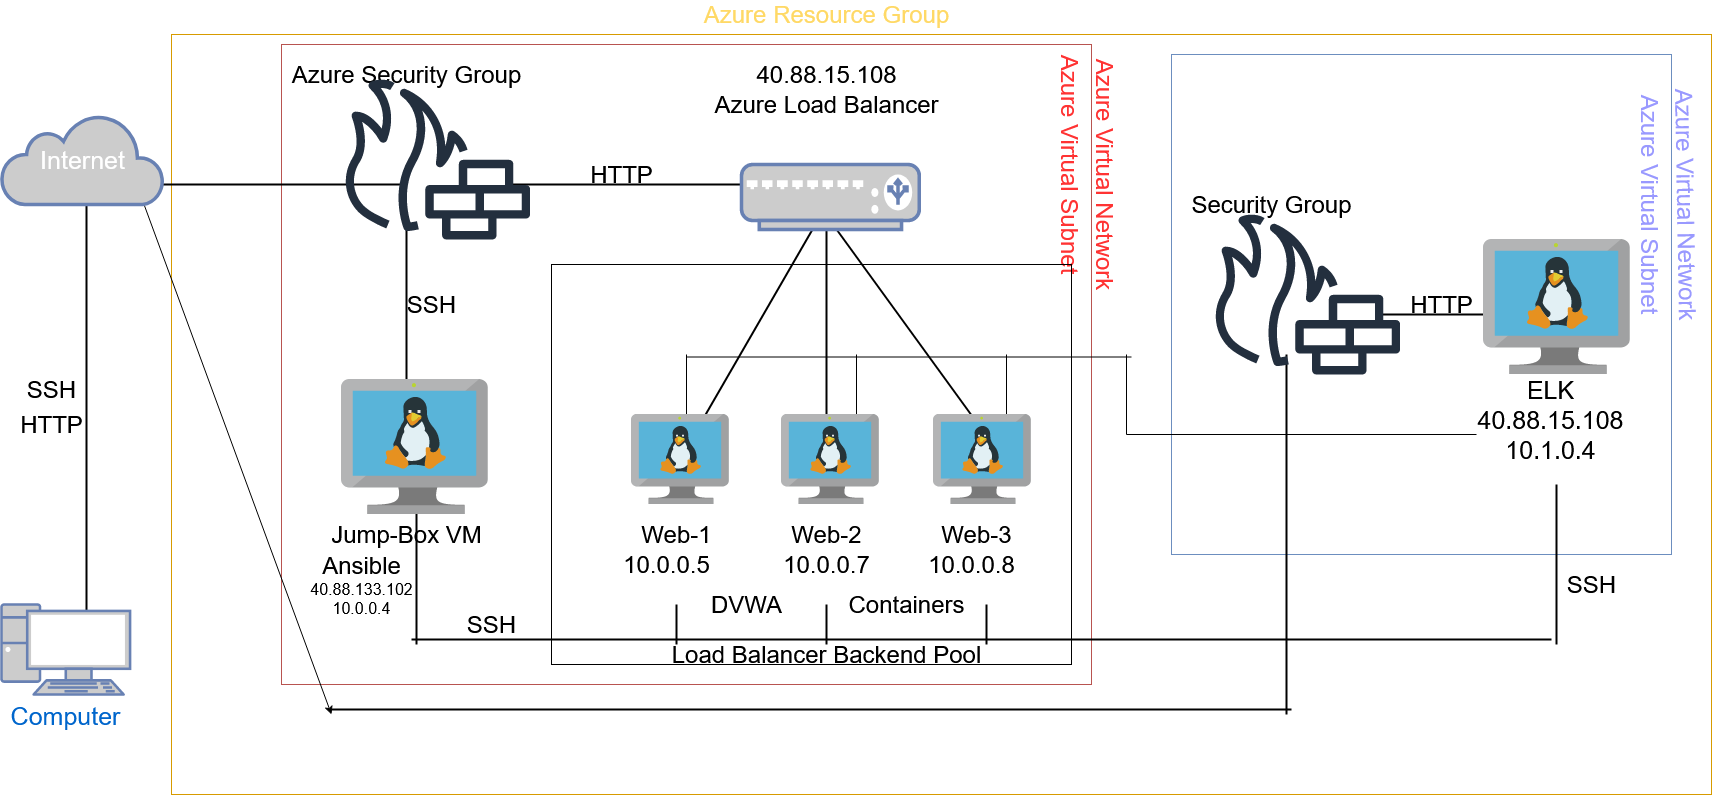 Azure Resource Group
Azure Security Group
40.88.15.108
Azure Load Balancer
Azure Virtual Subnet
Azure Virtual Network
Azure Virtual Subnet
Azure Virtual Network
Internet
HTTP
Security Group
SSH
HTTP
SSH
HTTP
ELK
40.88.15.108
10.1.0.4
Jump-Box VM
Ansible
40.88.133.102
10.0.0.4
Web-1
10.0.0.5
Web-2
10.0.0.7
Web-3
10.0.0.8
SSH
DVWA
Containers
SSH
Load Balancer Backend Pool
Computer